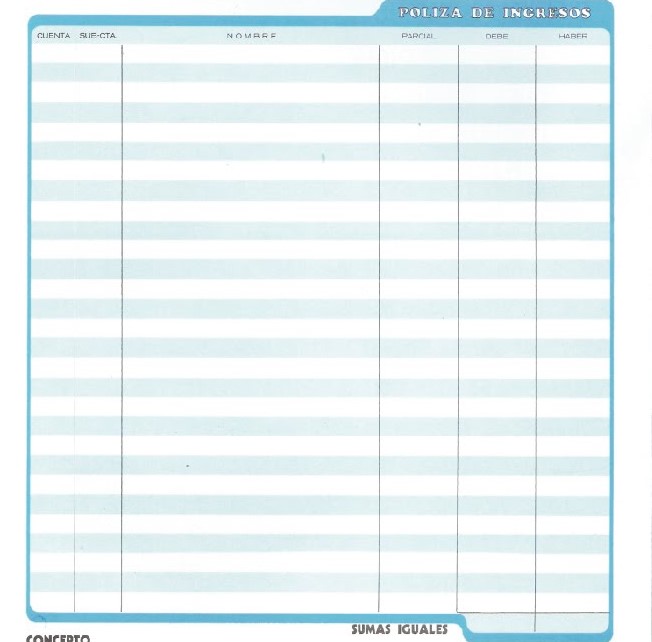 POLIZA DE INGRESOS
CUENTA SUB-CTA. NOMBRE PARCIAL DEBE HABER
SUMAS IGUALES
CONCEPTO